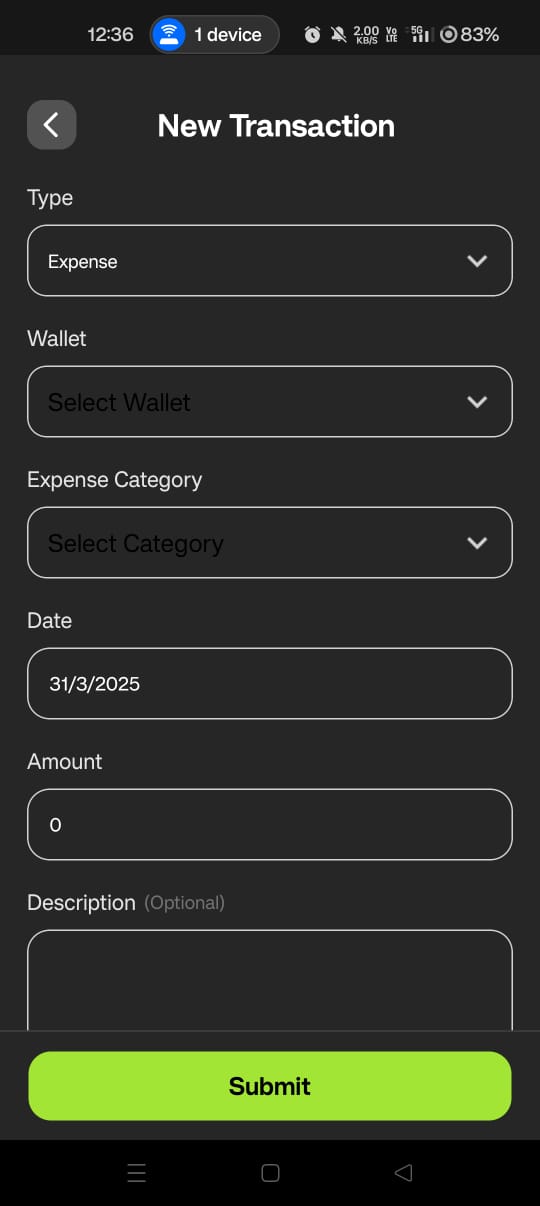 12:36 1 device 2.00 KB/S Vo LTE 5G 83%
New Transaction
Type
Expense
Wallet
Select Wallet
Expense Category
Select Category
Date
31/3/2025
Amount
0
Description (Optional)
Submit